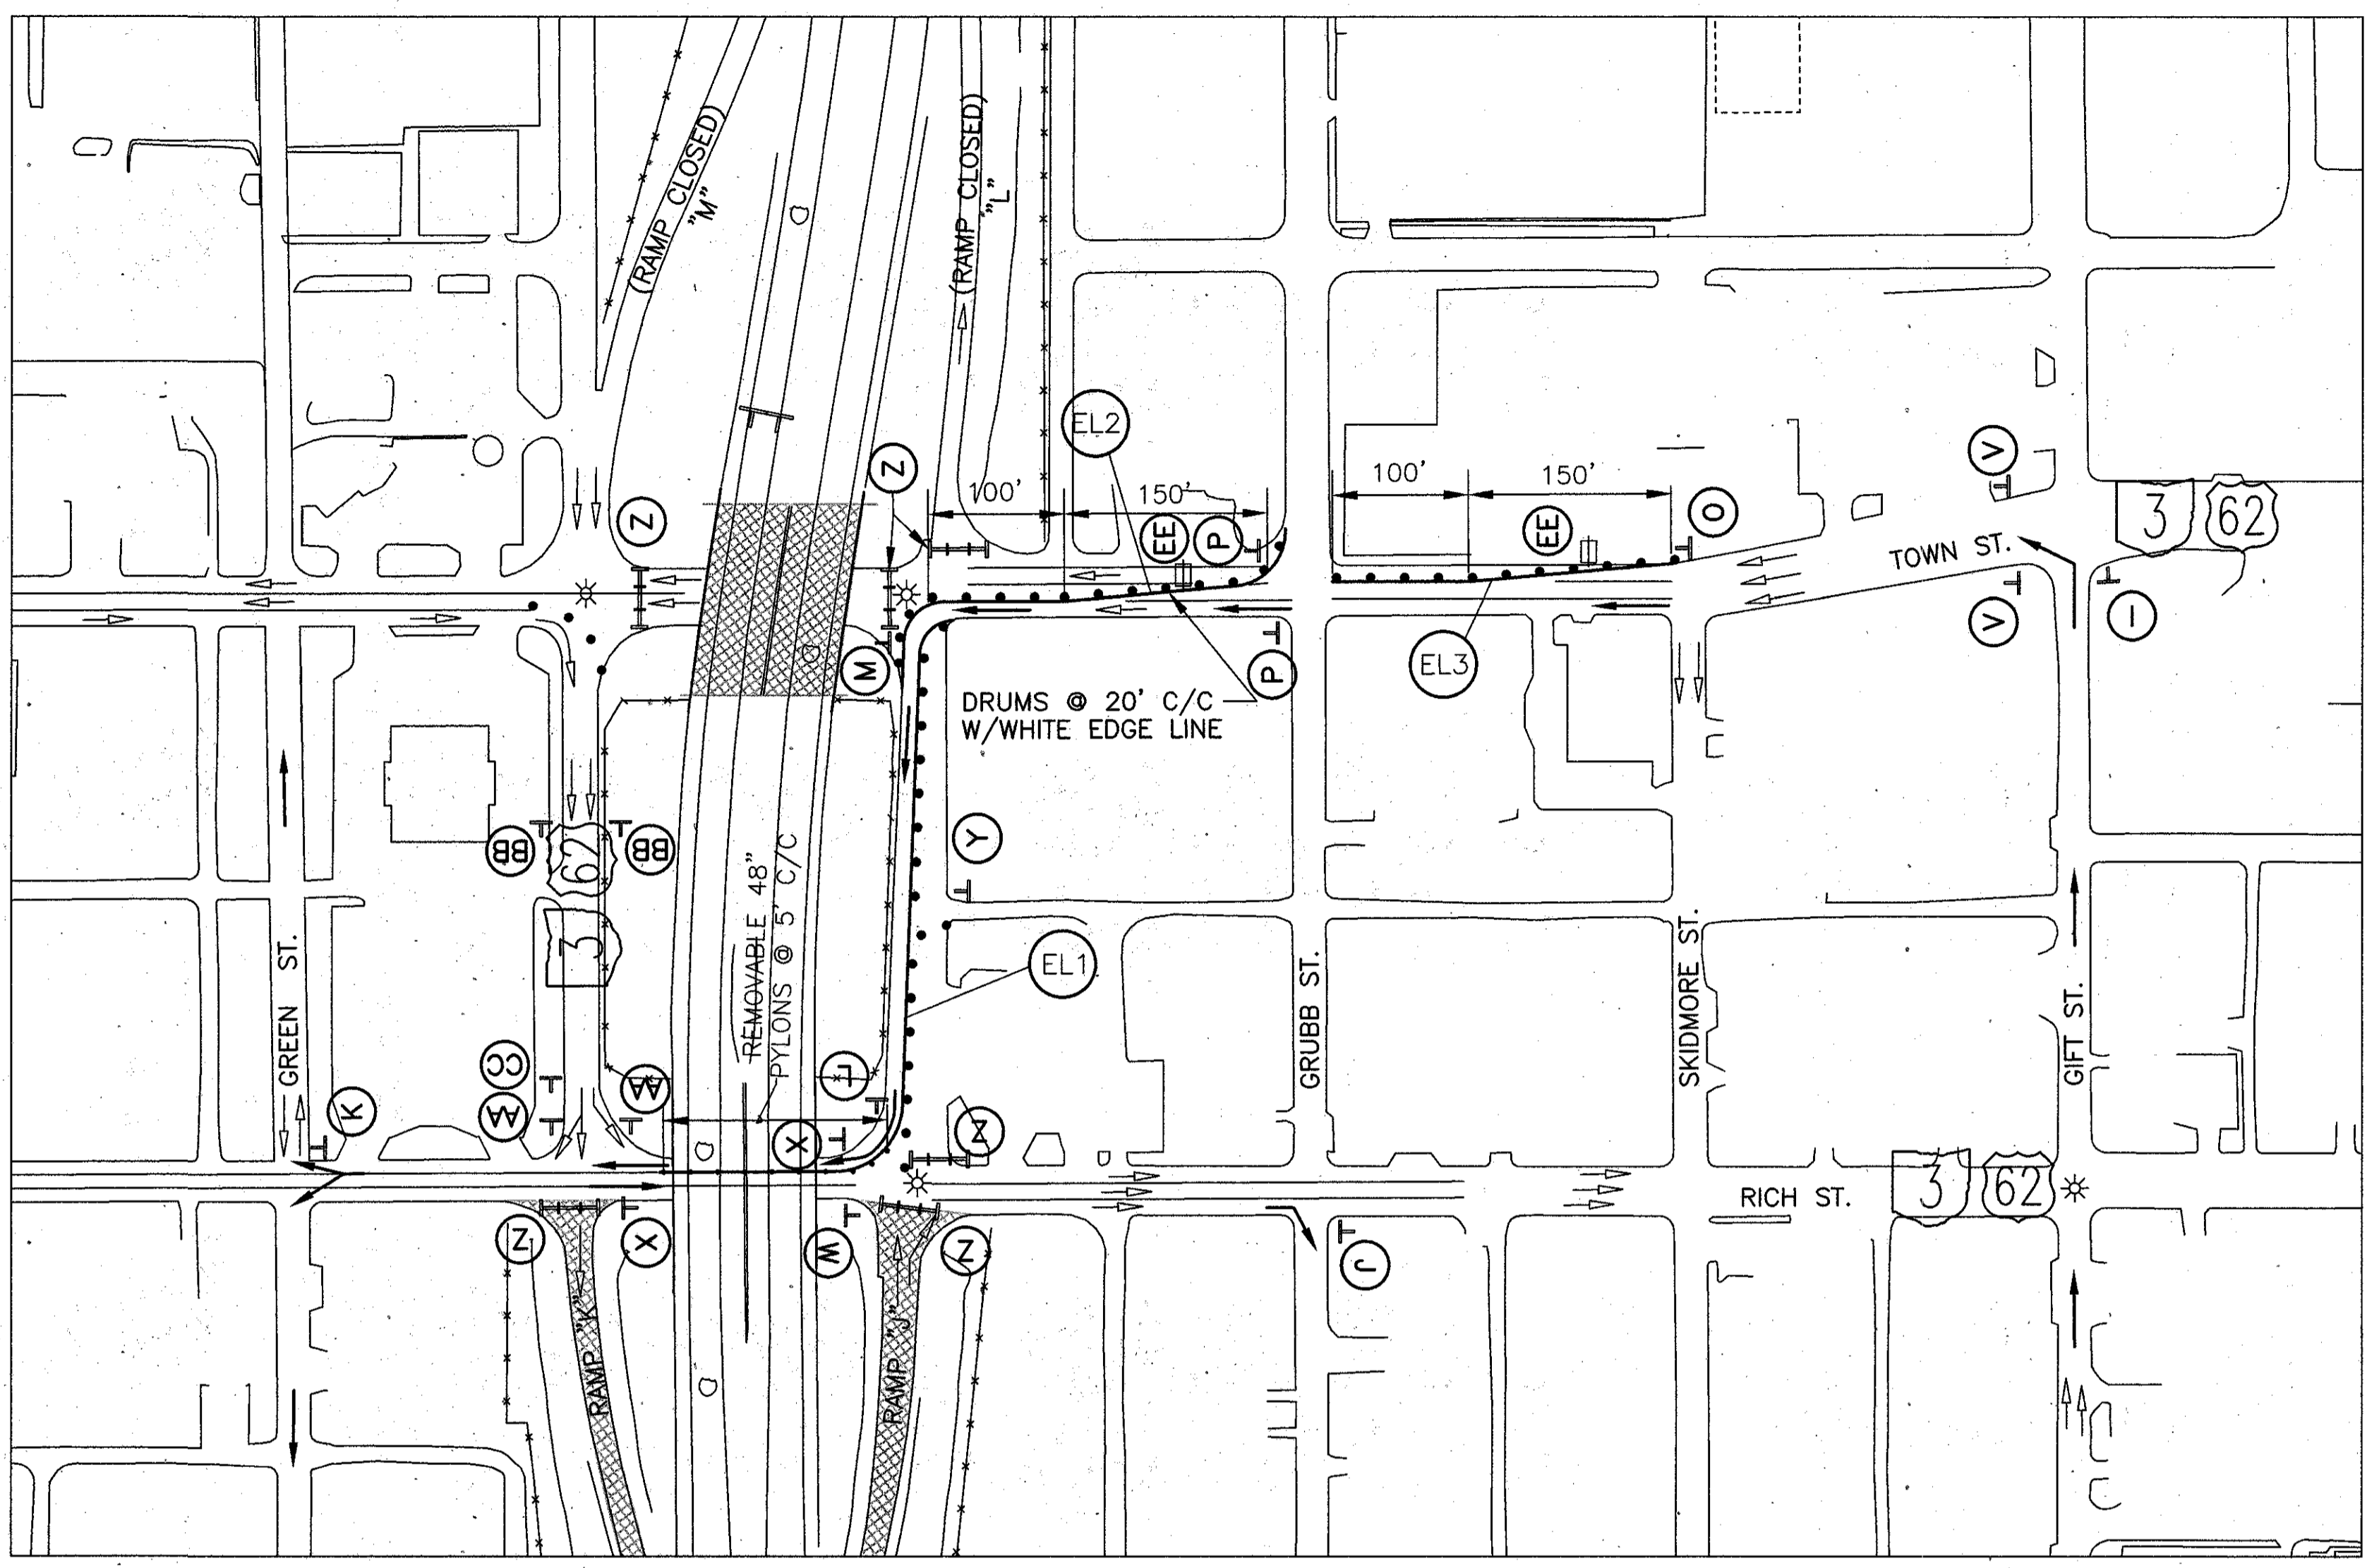 (RAMP CLOSED)
"M"
(RAMP CLOSED)
"L"
EL2
Z
Z
100'
150'
EE
P
100'
150'
EE
O
V
3
62
TOWN ST.
V
I
M
P
EL3
DRUMS @ 20' C/C
W/WHITE EDGE LINE
BB
62
BB
3
REMOVABLE 48"
PYLONS @ 5' C/C
Y
EL1
GREEN ST.
GRUBB ST.
SKIDMORE ST.
GIFT ST.
CC
AA
AA
K
L
X
Z
3
62
RICH ST.
Z
X
W
Z
J
RAMP "K"
RAMP "J"